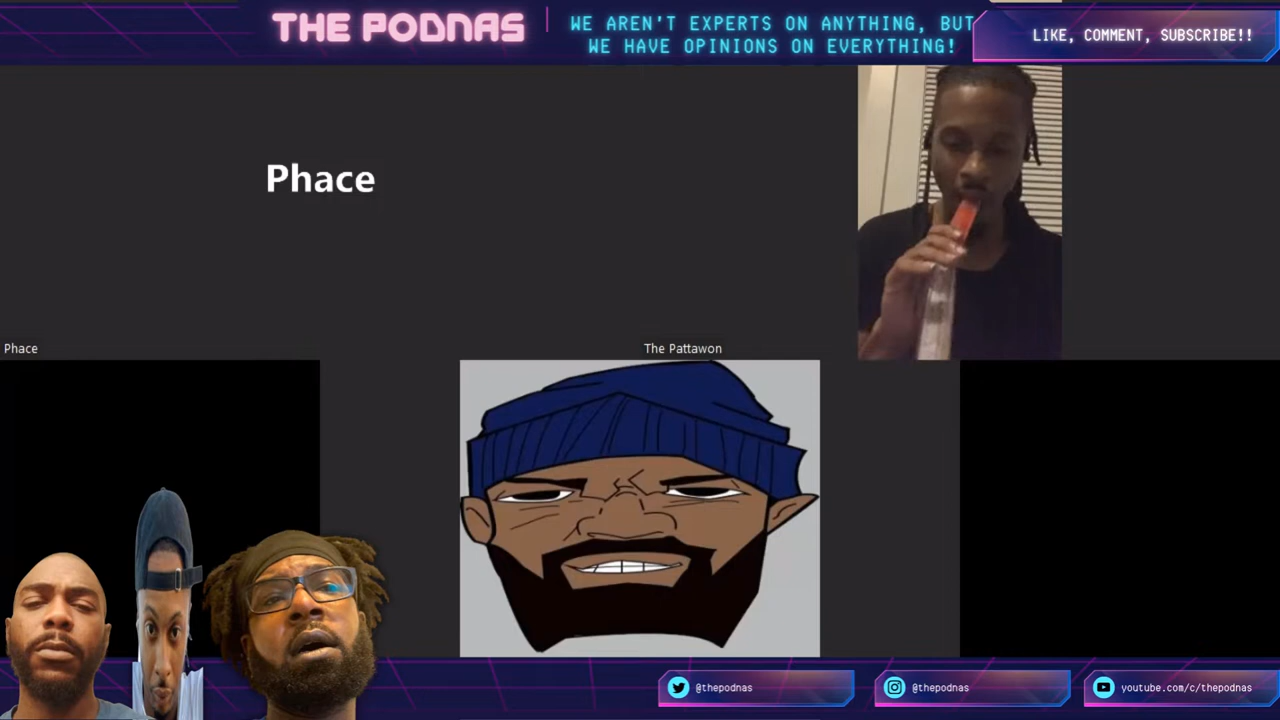 THE PODNAS
WE AREN'T EXPERTS ON ANYTHING, BUT
WE HAVE OPINIONS ON EVERYTHING!
LIKE, COMMENT, SUBSCRIBE!!
Phace
Phace
The Pattawon
@thepodnas
@thepodnas
youtube.com/c/thepodnas